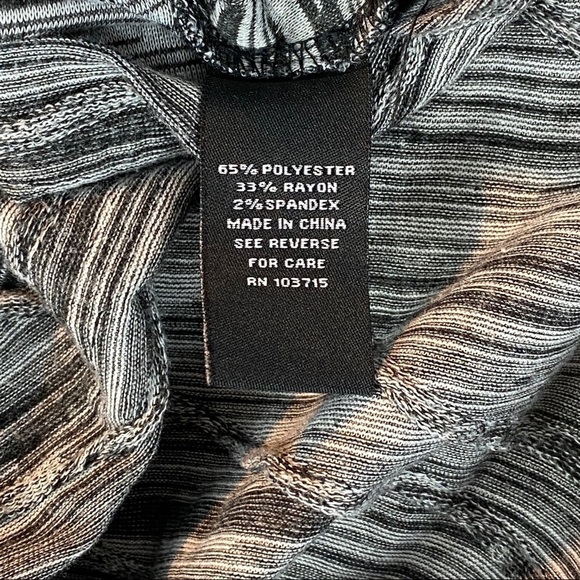 65% POLYESTER
33% RAYON
2% SPANDEX
MADE IN CHINA
SEE REVERSE
FOR CARE
RN 103715